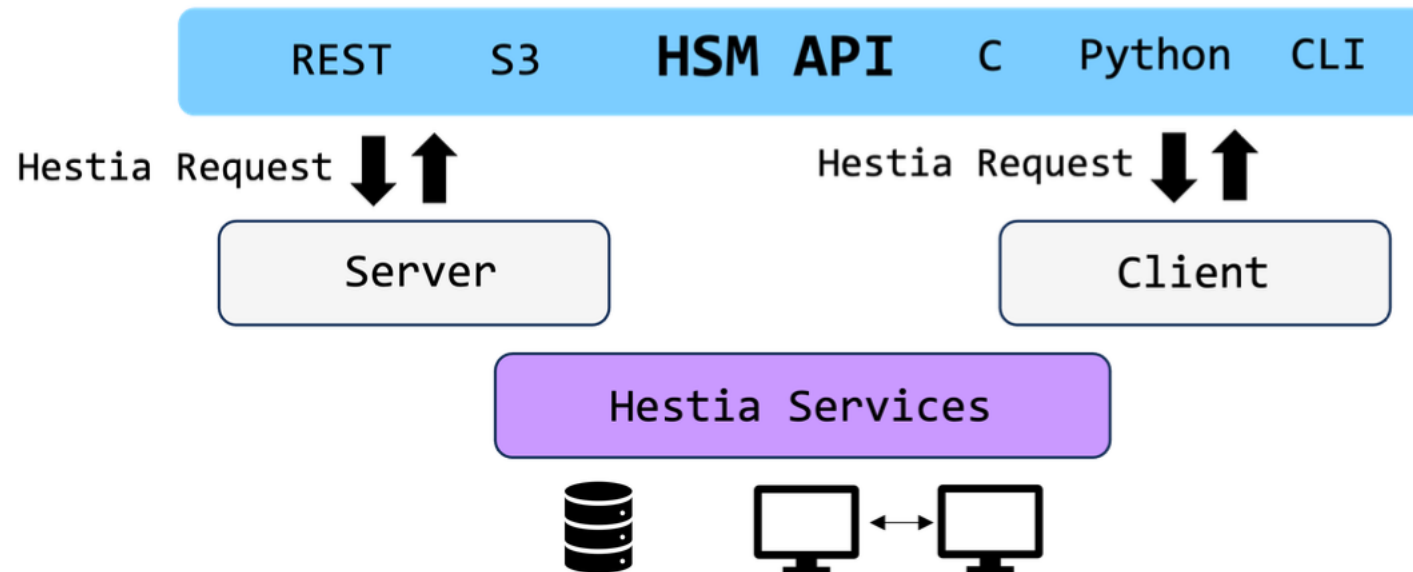 REST S3 HSM API C Python CLI
Hestia Request Hestia Request
Server Client
Hestia Services